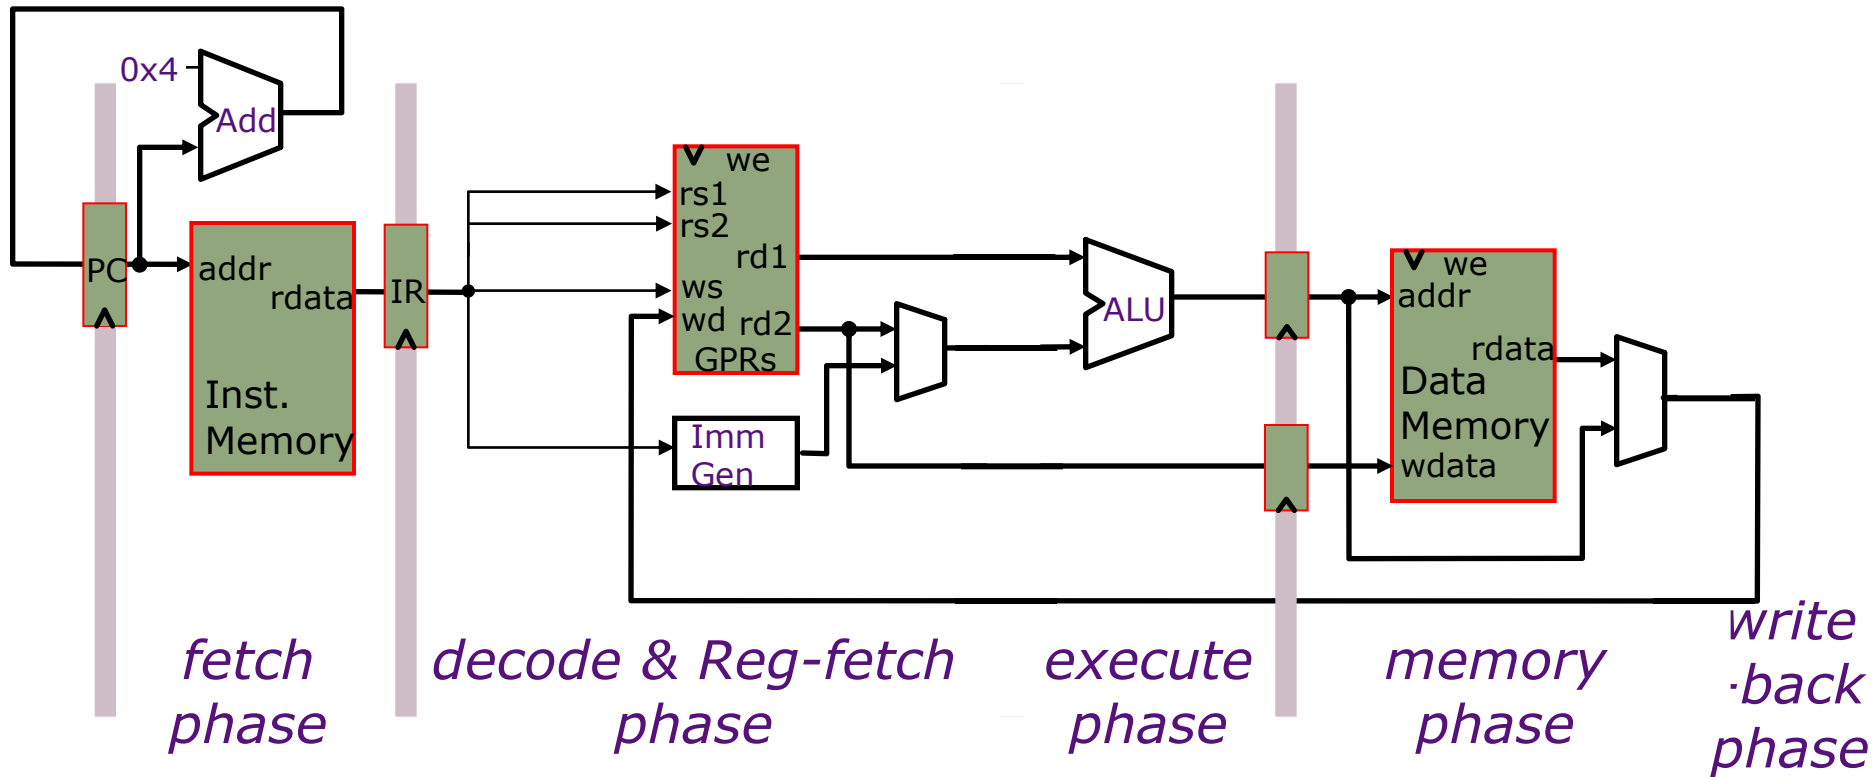 0x4
Add
PC
addr
rdata
Inst.
Memory
IR
we
rs1
rs2
rd1
ws
wd
rd2
GPRs
Imm
Gen
ALU
we
addr
rdata
Data
Memory
wdata
fetch
phase
decode & Reg-fetch
phase
execute
phase
memory
phase
write
-back
phase